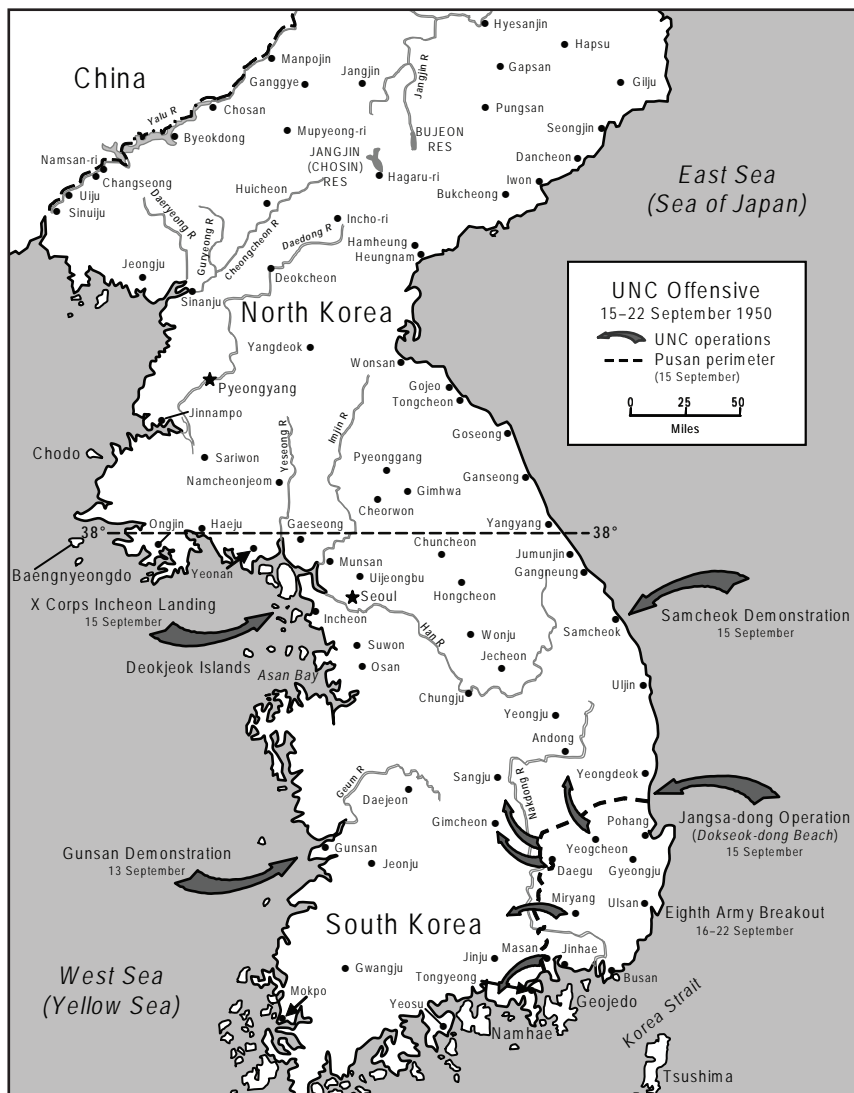 Hyesanjin
Hapsu
China
Manpojin
Ganggye
Jangjin
Jangjin R
Gapsan
Gilju
Yalu R
Chosan
Pungsan
Byeokdong
Mupyeong-ri
BUJEON
RES
Seongjin
Namsan-ri
JANGJIN
(CHOSIN)
RES
Dancheon
Changseong
Hagaru-ri
Iwon
Uiju
Daeryeong R
Huicheon
Bukcheong
East Sea
(Sea of Japan)
Sinuiju
Guryeong R
Cheongcheon R
Incho-ri
Daedong R
Hamheung
Heungnam
Jeongju
Deokcheon
Sinanju
UNC Offensive
15–22 September 1950
UNC operations
Pusan perimeter
(15 September)
0
25
50
Miles
North Korea
Yangdeok
Wonsan
Pyeongyang
Gojeo
Tongcheon
Jinnampo
Imjin R
Yeseong R
Goseong
Chodo
Sariwon
Pyeonggang
Namcheonjeom
Gimhwa
Ganseong
Cheorwon
Ongjin
Haeju
Gaeseong
Yangyang
38°
38°
Baengnyeongdo
Yeonan
Munsan
Chuncheon
Jumunjin
Uijeongbu
Gangneung
X Corps Incheon Landing
15 September
Seoul
Hongcheon
Incheon
Samcheok
Samcheok Demonstration
15 September
Han R
Wonju
Suwon
Deokjeok Islands
Osan
Jecheon
Asan Bay
Chungju
Uljin
Yeongju
Andong
Geum R
Sangju
Nakdong R
Yeongdeok
Daejeon
Jangsa-dong Operation
(Dokseok-dong Beach)
15 September
Gimcheon
Pohang
Yeogcheon
Gunsan Demonstration
13 September
Gunsan
Jeonju
Daegu
Gyeongju
Miryang
Ulsan
Eighth Army Breakout
16–22 September
South Korea
Masan
Jinhae
Jinju
Gwangju
Tongyeong
Busan
West Sea
(Yellow Sea)
Mokpo
Yeosu
Geojedo
Namhae
Korea Strait
Tsushima